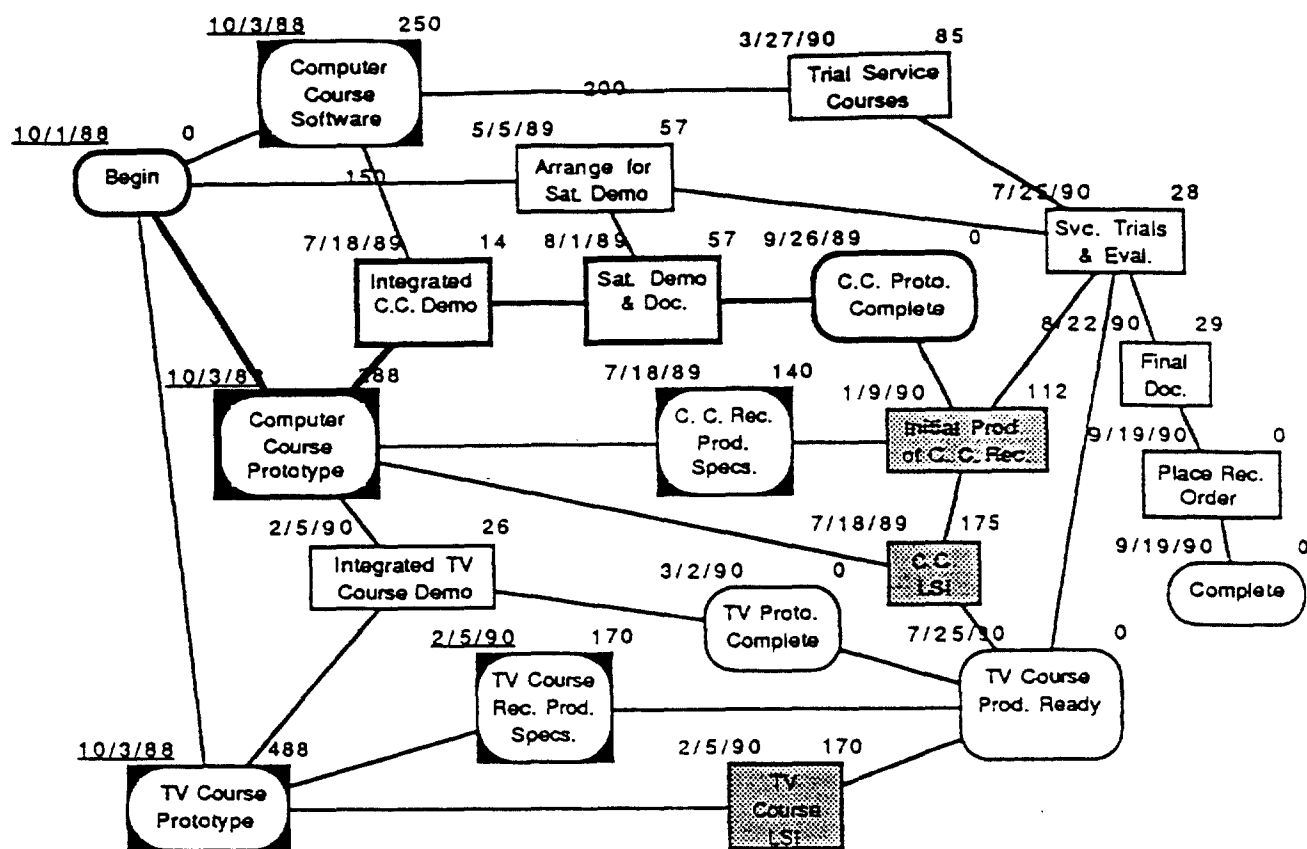 10/3/88 250
Computer
Course
Software
3/27/90 85
Trial Service
Courses
200
10/1/88 0
Begin
150
5/5/89 57
Arrange for
Sat. Demo
7/25/90 28
Svc. Trials
& Eval.
7/18/89 14
Integrated
C.C. Demo
8/1/89 57
Sat. Demo
& Doc.
9/26/89 0
C.C. Proto.
Complete
8/22/90 29
Final
Doc.
10/3/88 288
Computer
Course
Prototype
7/18/89 140
C. C. Rec.
Prod.
Specs.
1/9/90 112
Initial Prod.
of C. C. Rec.
9/19/90 0
Place Rec.
Order
2/5/90 26
Integrated TV
Course Demo
7/18/89 175
C.C.
LSI
9/19/90 0
Complete
3/2/90 0
TV Proto.
Complete
7/25/90 0
TV Course
Prod. Ready
2/5/90 170
TV Course
Rec. Prod.
Specs.
10/3/88 488
TV Course
Prototype
2/5/90 170
TV
Course
LSI